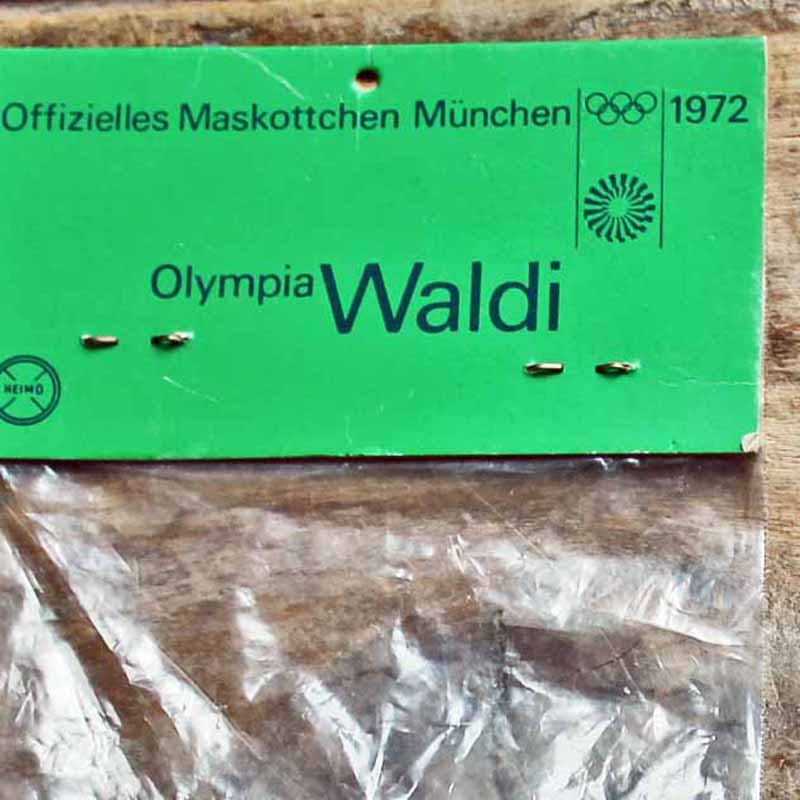 Offizielles Maskottchen München 1972
Olympia Waldi
HEIMO